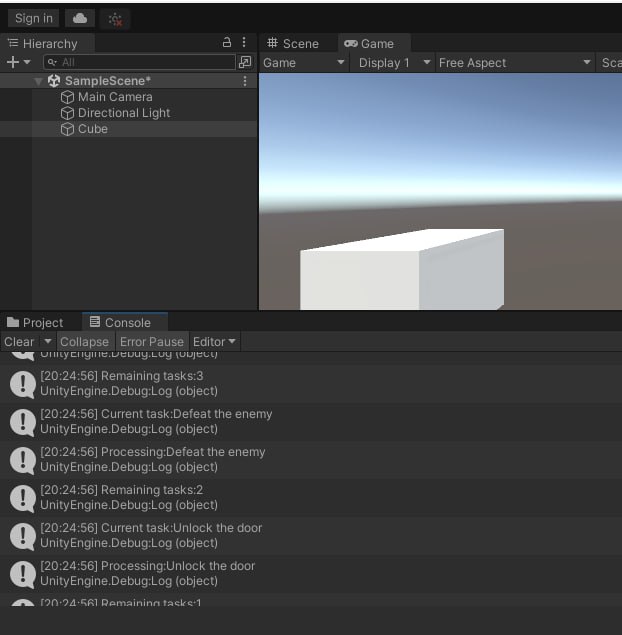 Sign in
Hierarchy
All
SampleScene*
Main Camera
Directional Light
Cube
Scene
Game
Game
Display 1
Free Aspect
Sca
Project
Console
Clear
Collapse
Error Pause
Editor
UnityEngine.Debug:Log (object)
[20:24:56] Remaining tasks:3
UnityEngine.Debug:Log (object)
[20:24:56] Current task:Defeat the enemy
UnityEngine.Debug:Log (object)
[20:24:56] Processing:Defeat the enemy
UnityEngine.Debug:Log (object)
[20:24:56] Remaining tasks:2
UnityEngine.Debug:Log (object)
[20:24:56] Current task:Unlock the door
UnityEngine.Debug:Log (object)
[20:24:56] Processing:Unlock the door
UnityEngine.Debug:Log (object)
[20:24:56] Remaining tasks:1